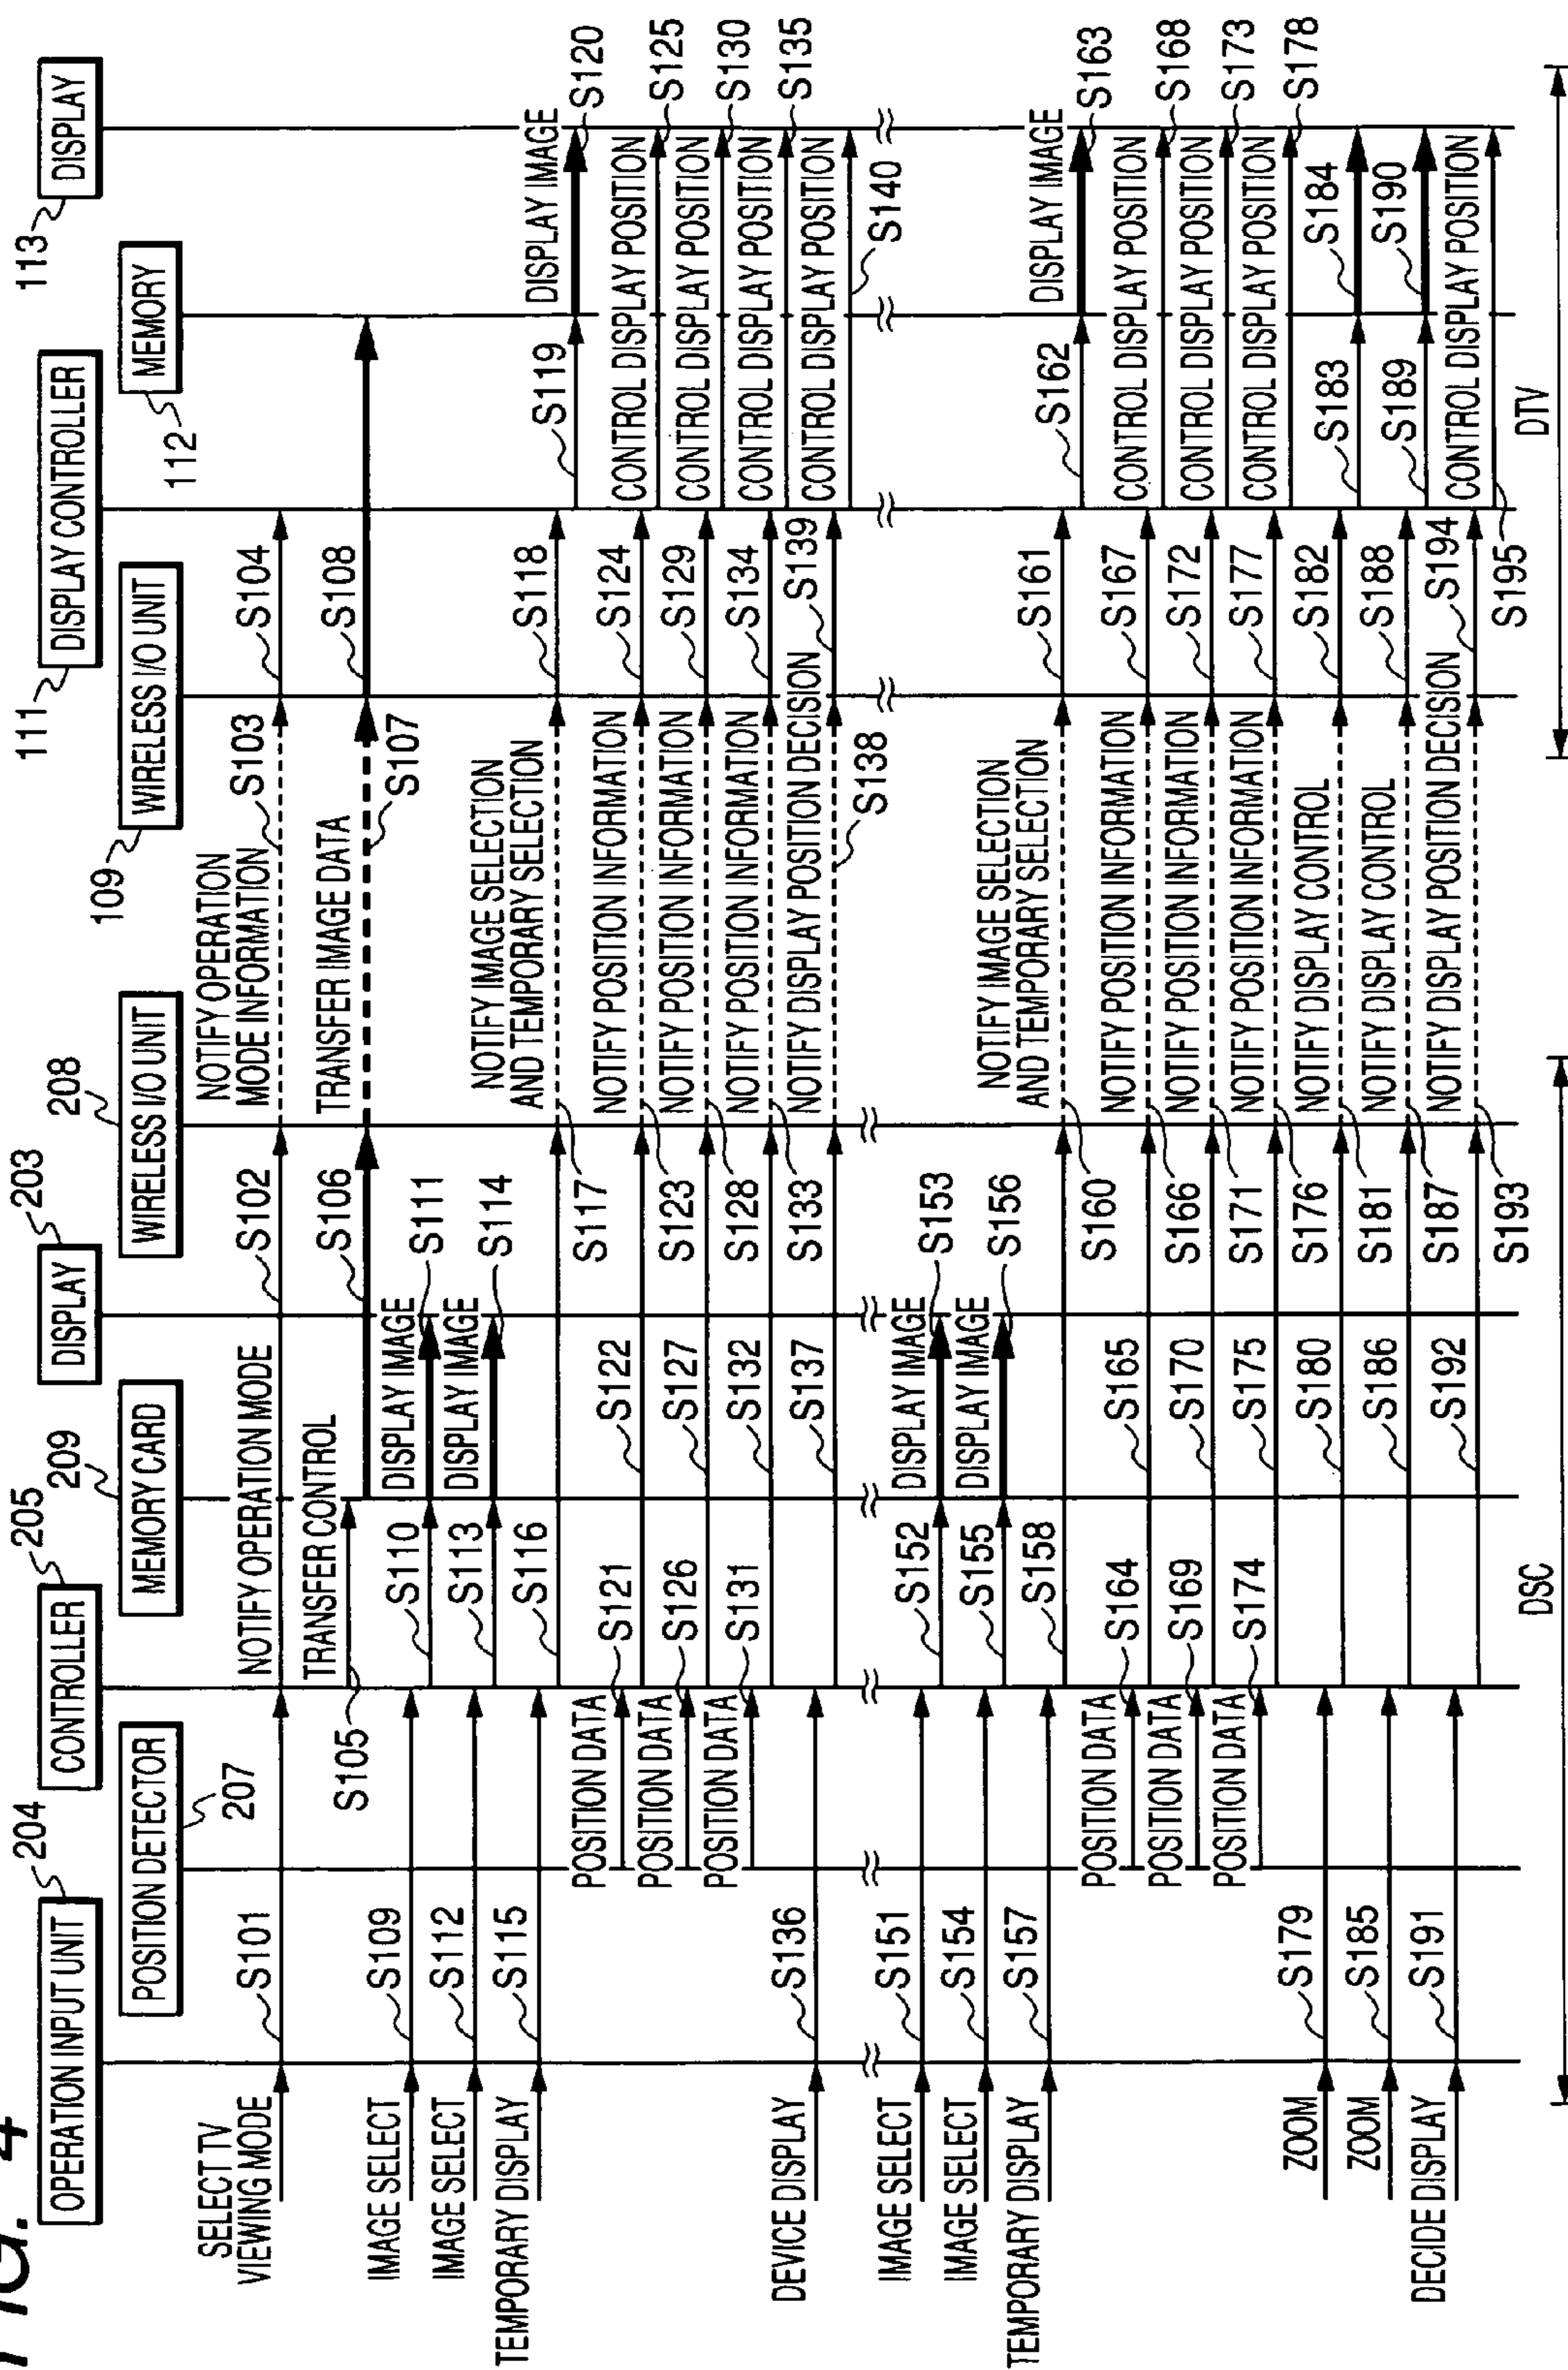 FIG. 4
OPERATION INPUT UNIT
204
POSITION DETECTOR
207
CONTROLLER
205
MEMORY CARD
209
DISPLAY
203
WIRELESS I/O UNIT
208
WIRELESS I/O UNIT
109
DISPLAY CONTROLLER
111
MEMORY
112
DISPLAY
113
SELECT TV
VIEWING MODE
S101
NOTIFY OPERATION MODE
S102
NOTIFY OPERATION
MODE INFORMATION
S103
S104
TRANSFER CONTROL
S105
S106
TRANSFER IMAGE DATA
S107
S108
IMAGE SELECT
S109
S110
DISPLAY IMAGE
S111
IMAGE SELECT
S112
S113
DISPLAY IMAGE
S114
TEMPORARY DISPLAY
S115
S116
NOTIFY IMAGE SELECTION
AND TEMPORARY SELECTION
S117
S118
S119
DISPLAY IMAGE
S120
POSITION DATA
S121
S122
NOTIFY POSITION INFORMATION
S123
S124
CONTROL DISPLAY POSITION
S125
POSITION DATA
S126
S127
NOTIFY POSITION INFORMATION
S128
S129
CONTROL DISPLAY POSITION
S130
POSITION DATA
S131
S132
NOTIFY POSITION INFORMATION
S133
S134
CONTROL DISPLAY POSITION
S135
DEVICE DISPLAY
S136
S137
NOTIFY DISPLAY POSITION DECISION
S138
S139
CONTROL DISPLAY POSITION
S140
IMAGE SELECT
S151
S152
DISPLAY IMAGE
S153
IMAGE SELECT
S154
S155
DISPLAY IMAGE
S156
TEMPORARY DISPLAY
S157
S158
NOTIFY IMAGE SELECTION
AND TEMPORARY SELECTION
S160
S161
S162
DISPLAY IMAGE
S163
POSITION DATA
S164
S165
NOTIFY POSITION INFORMATION
S166
S167
CONTROL DISPLAY POSITION
S168
POSITION DATA
S169
S170
NOTIFY POSITION INFORMATION
S171
S172
CONTROL DISPLAY POSITION
S173
POSITION DATA
S174
S175
NOTIFY POSITION INFORMATION
S176
S177
CONTROL DISPLAY POSITION
S178
ZOOM
S179
S180
NOTIFY DISPLAY CONTROL
S181
S182
S183
S184
ZOOM
S185
S186
NOTIFY DISPLAY CONTROL
S187
S188
S189
S190
DECIDE DISPLAY
S191
S192
NOTIFY DISPLAY POSITION DECISION
S193
S194
CONTROL DISPLAY POSITION
S195
DSC
DTV